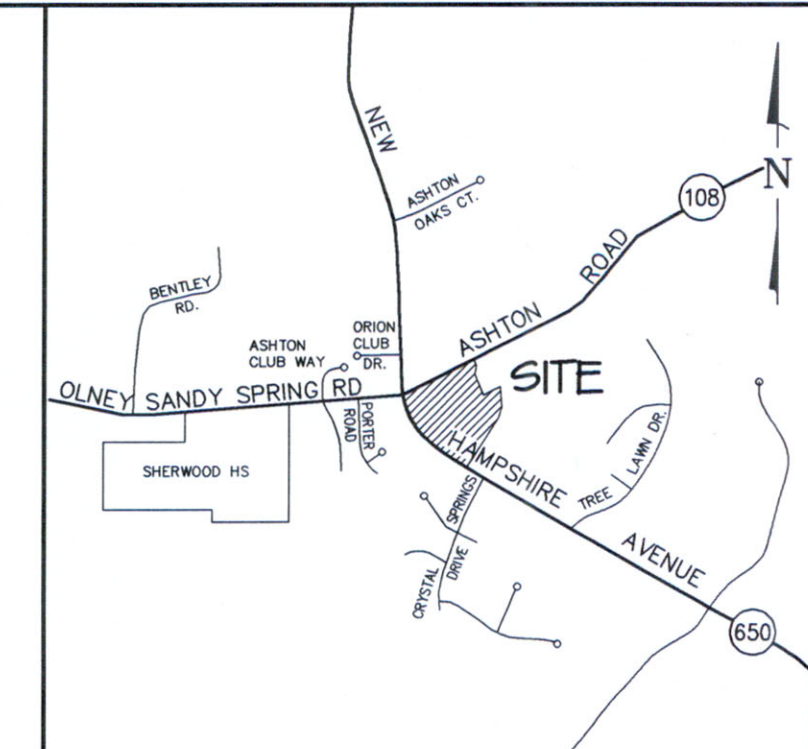 NEW
ASHTON
OAKS CT.
108
N
BENTLEY
RD.
ASHTON ROAD
ORION
CLUB
DR.
ASHTON
CLUB WAY
SITE
OLNEY SANDY SPRING RD
PORTER
ROAD
SHERWOOD HS
HAMPSHIRE AVENUE
TREE LAWN DR.
CRYSTAL SPRINGS
DRIVE
650